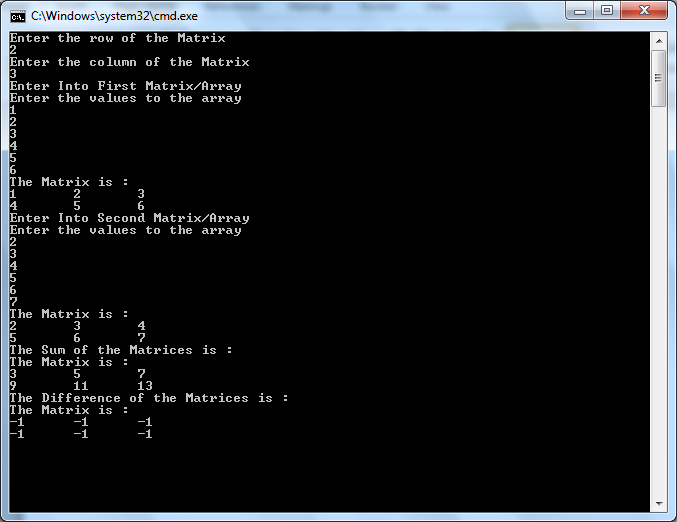 C:\Windows\system32\cmd.exe
Enter the row of the Matrix
2
Enter the column of the Matrix
3
Enter Into First Matrix/Array
Enter the values to the array
1
2
3
4
5
6
The Matrix is :
1 2 3
4 5 6
Enter Into Second Matrix/Array
Enter the values to the array
2
3
4
5
6
7
The Matrix is :
2 3 4
5 6 7
The Sum of the Matrices is :
The Matrix is :
3 5 7
9 11 13
The Difference of the Matrices is :
The Matrix is :
-1 -1 -1
-1 -1 -1